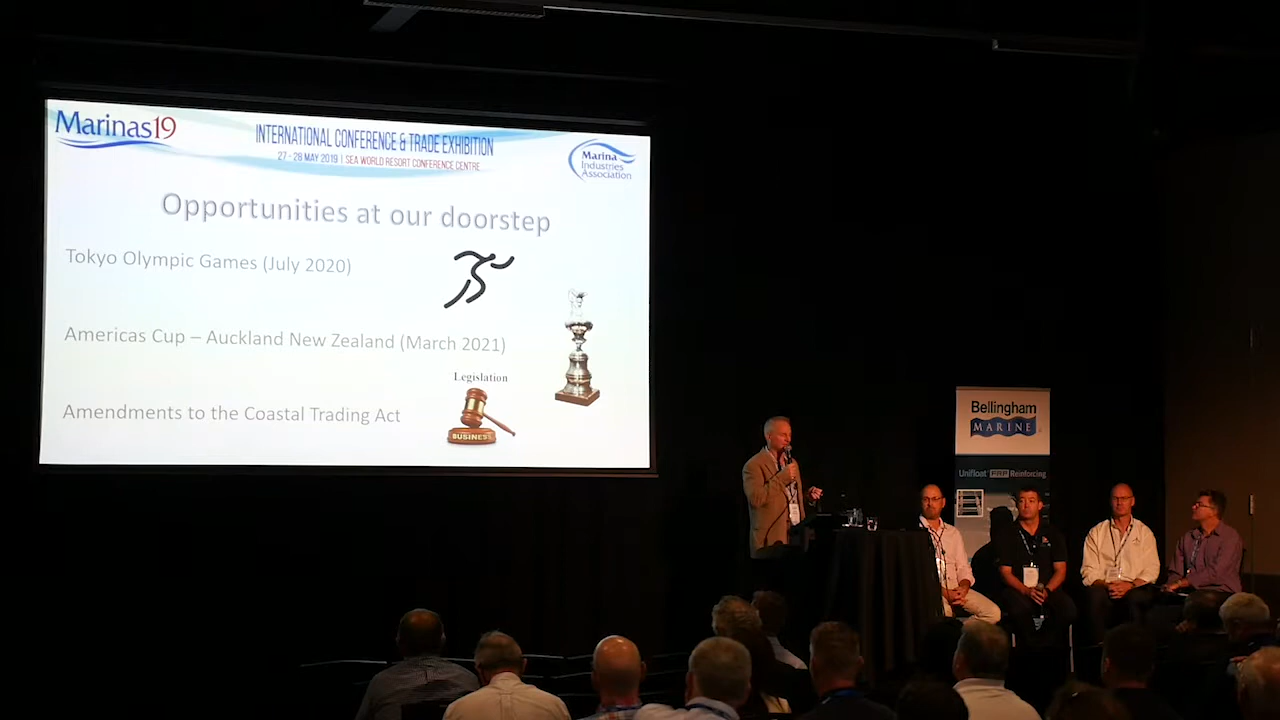 Marinas19
INTERNATIONAL CONFERENCE & TRADE EXHIBITION
27 - 28 MAY 2019 | SEA WORLD RESORT CONFERENCE CENTRE
Marina
Industries
Association
Opportunities at our doorstep
Tokyo Olympic Games (July 2020)
Americas Cup – Auckland New Zealand (March 2021)
Legislation
Amendments to the Coastal Trading Act
BUSINESS
Bellingham
MARINE
Unifloat FRP Reinforcing